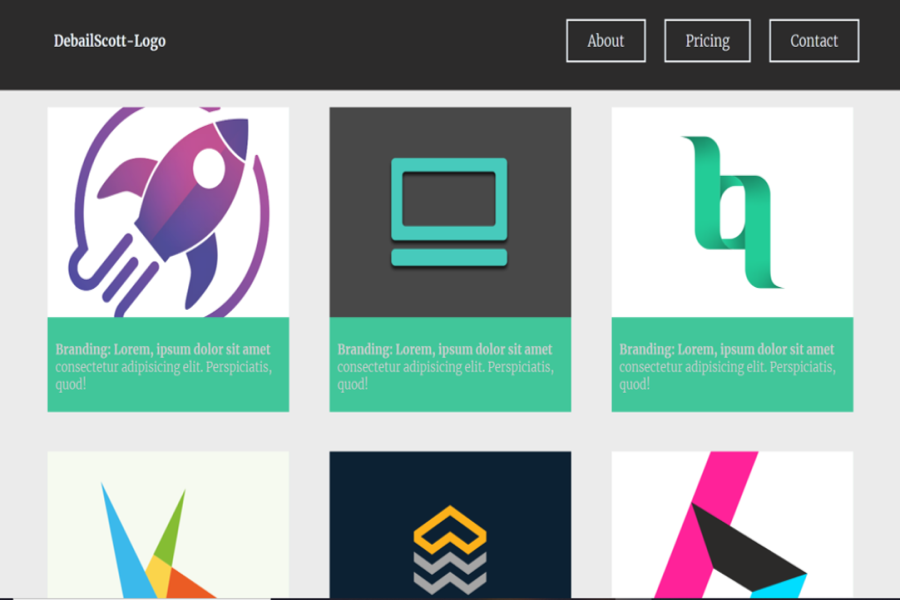 DebailScott-Logo
About
Pricing
Contact
Branding: Lorem, ipsum dolor sit amet
consectetur adipisicing elit. Perspiciatis,
quod!
Branding: Lorem, ipsum dolor sit amet
consectetur adipisicing elit. Perspiciatis,
quod!
Branding: Lorem, ipsum dolor sit amet
consectetur adipisicing elit. Perspiciatis,
quod!